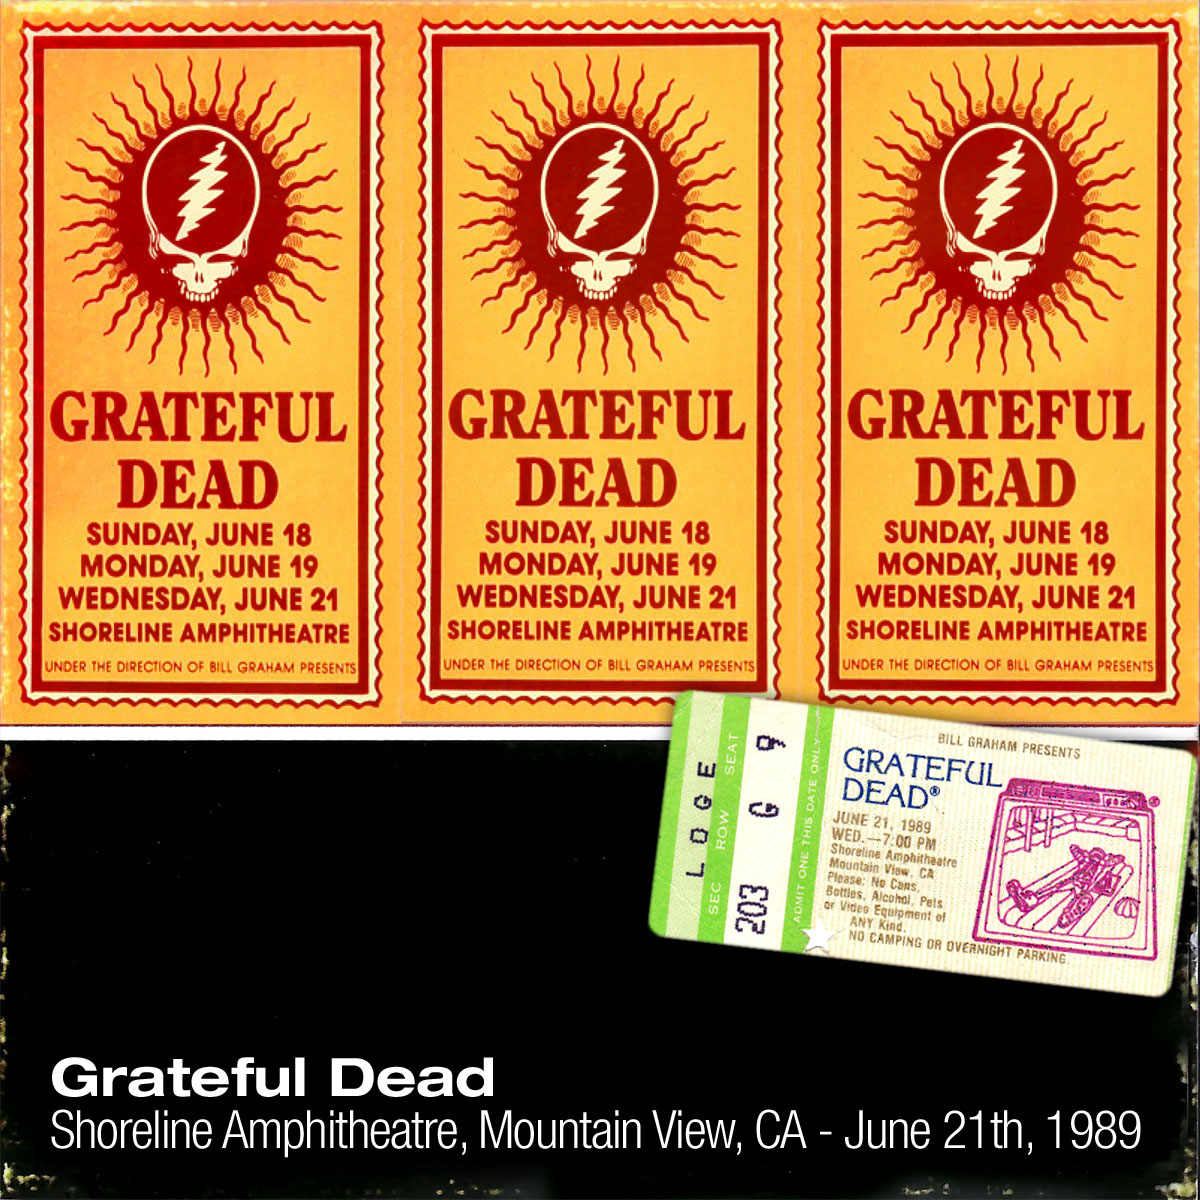 GRATEFUL
DEAD
SUNDAY, JUNE 18
MONDAY, JUNE 19
WEDNESDAY, JUNE 21
SHORELINE AMPHITHEATRE
UNDER THE DIRECTION OF BILL GRAHAM PRESENTS
GRATEFUL
DEAD
SUNDAY, JUNE 18
MONDAY, JUNE 19
WEDNESDAY, JUNE 21
SHORELINE AMPHITHEATRE
UNDER THE DIRECTION OF BILL GRAHAM PRESENTS
GRATEFUL
DEAD
SUNDAY, JUNE 18
MONDAY, JUNE 19
WEDNESDAY, JUNE 21
SHORELINE AMPHITHEATRE
UNDER THE DIRECTION OF BILL GRAHAM PRESENTS
LOGE
SEC ROW SEAT
203 G 9
ADMIT ONE THIS DATE ONLY
BILL GRAHAM PRESENTS
GRATEFUL
DEAD®
JUNE 21, 1989
WED.—7:00 PM
Shoreline Amphitheatre
Mountain View, CA
Please: No Cans,
Bottles, Alcohol, Pets
or Video Equipment of
ANY Kind.
NO CAMPING OR OVERNIGHT PARKING.
Grateful Dead
Shoreline Amphitheatre, Mountain View, CA - June 21th, 1989